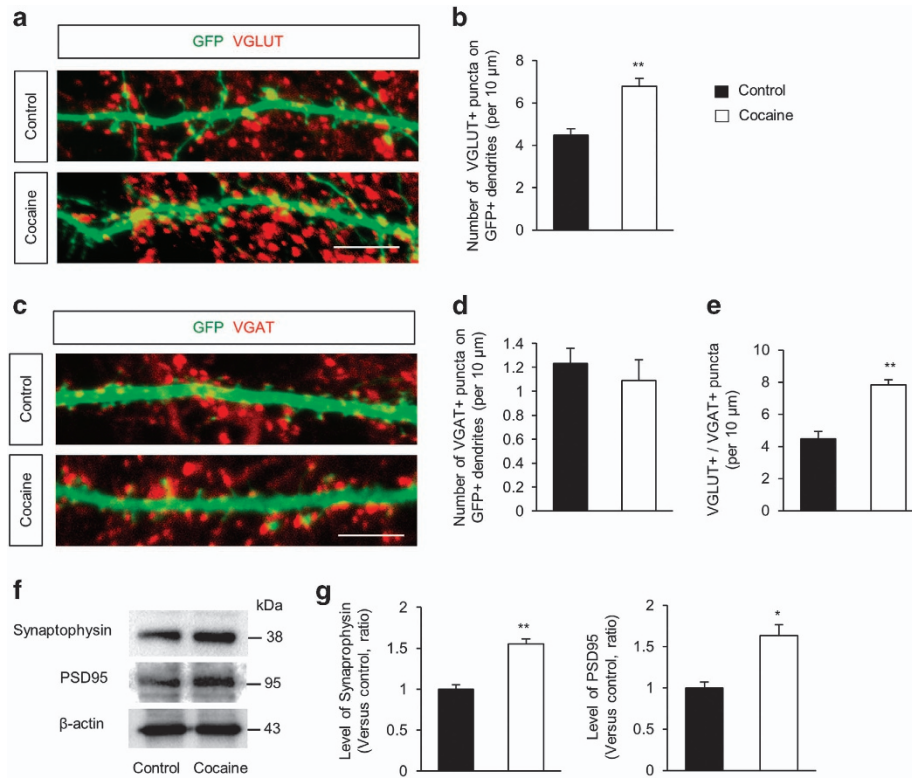 a
GFP VGLUT
Control
Cocaine
b
Number of VGLUT+ puncta on
GFP+ dendrites (per 10 µm)
8
6
4
2
0
**
Control
Cocaine
c
GFP VGAT
Control
Cocaine
d
Number of VGAT+ puncta on
GFP+ dendrites (per 10 µm)
1.4
1.2
1
0.8
0.6
0.4
0.2
0
e
VGLUT+ / VGAT+ puncta
(per 10 µm)
10
8
6
4
2
0
**
f
kDa
Synaptophysin
38
PSD95
95
β-actin
43
Control Cocaine
g
Level of Synaprophysin
(Versus control, ratio)
2
1.5
1
0.5
0
**
Level of PSD95
(Versus control, ratio)
2
1.5
1
0.5
0
*